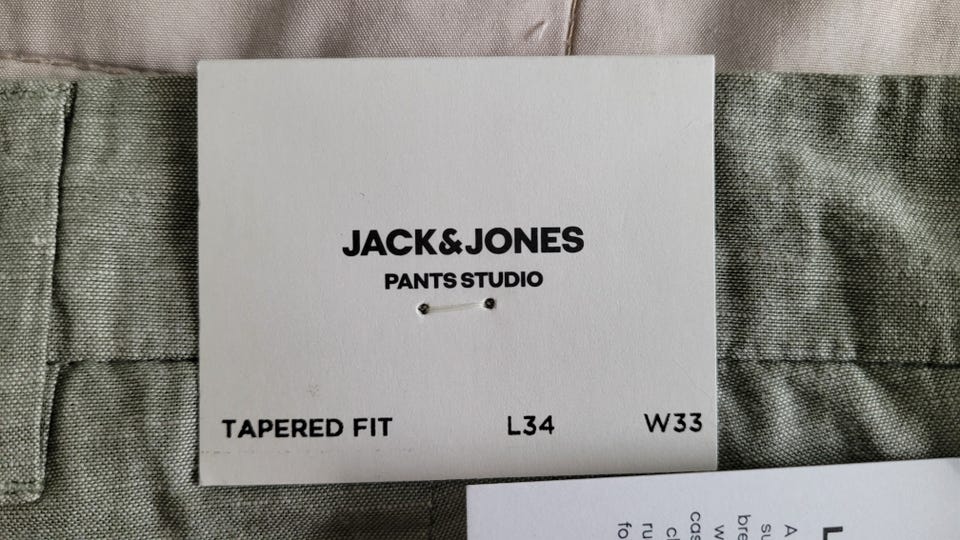 JACK&JONES
PANTS STUDIO
TAPERED FIT L34 W33